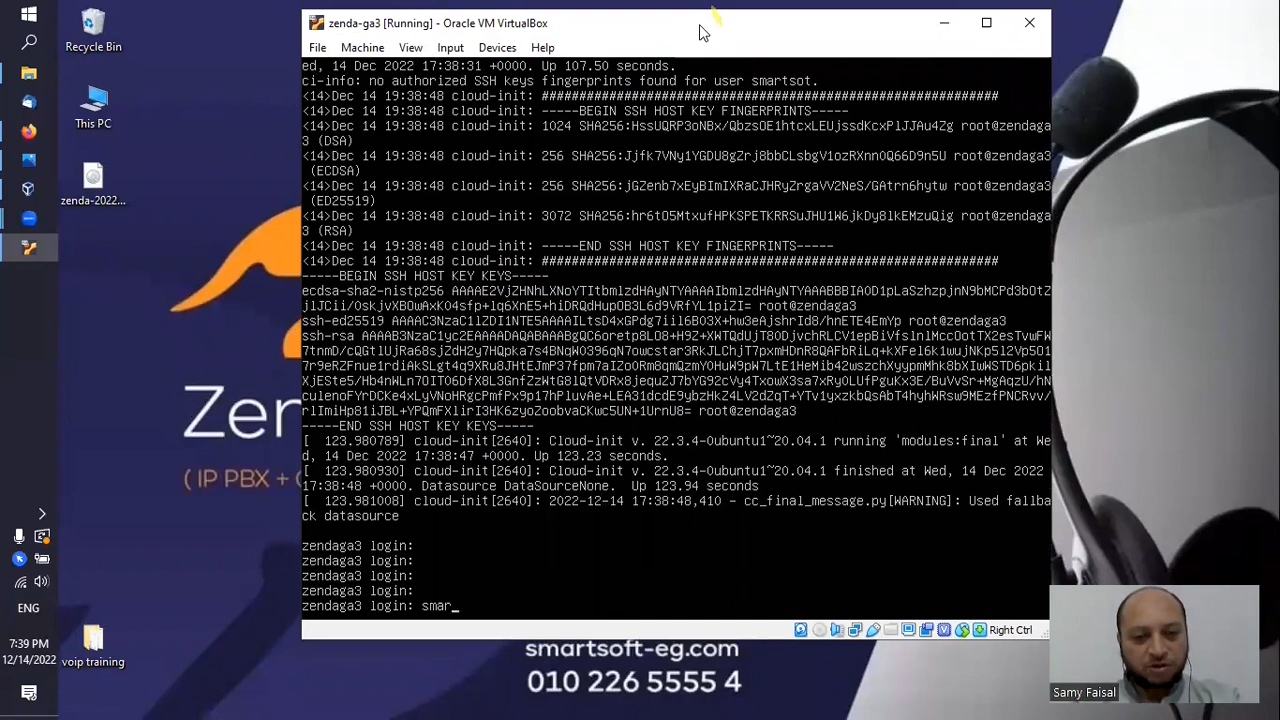 zenda-ga3 [Running] - Oracle VM VirtualBox
File Machine View Input Devices Help
Recycle Bin
This PC
zenda-2022...
ed, 14 Dec 2022 17:38:31 +0000. Up 107.50 seconds.
ci-info: no authorized SSH keys fingerprints found for user smartsot.
<14>Dec 14 19:38:48 cloud-init: #############################################################
<14>Dec 14 19:38:48 cloud-init: -----BEGIN SSH HOST KEY FINGERPRINTS-----
<14>Dec 14 19:38:48 cloud-init: 1024 SHA256:HssUQRP3oNBx/QbzsOE1htcxLEUjssdKcxPlJJAu4Zg root@zendaga
3 (DSA)
<14>Dec 14 19:38:48 cloud-init: 256 SHA256:Jjfk7VNy1YGDU8gZrj8bbCLsbgV1ozRXnn0Q66D9n5U root@zendaga3
(ECDSA)
<14>Dec 14 19:38:48 cloud-init: 256 SHA256:jGZenb7xEyBImIXRaCJHRyZrgaVV2NeS/GAtrn6hytw root@zendaga3
(ED25519)
<14>Dec 14 19:38:48 cloud-init: 3072 SHA256:hr6tO5MtxufHPKSPETKRRSuJHU1W6jkDy8lkEMzuQig root@zendaga
3 (RSA)
<14>Dec 14 19:38:48 cloud-init: -----END SSH HOST KEY FINGERPRINTS-----
<14>Dec 14 19:38:48 cloud-init: #############################################################
-----BEGIN SSH HOST KEY KEYS-----
ecdsa-sha2-nistp256
root@zendaga3
ssh-ed25519 AAAAC3NzaC1lZDI1NTE5AAAAILtsD4xGPdg7iil6B03X+hw3eAjshrId8/hnETE4EmYp root@zendaga3
ssh-rsa
root@zendaga3
-----END SSH HOST KEY KEYS-----
[ 123.980789] cloud-init[2640]: Cloud-init v. 22.3.4-0ubuntu1~20.04.1 running 'modules:final' at We
d, 14 Dec 2022 17:38:47 +0000. Up 123.23 seconds.
[ 123.980930] cloud-init[2640]: Cloud-init v. 22.3.4-0ubuntu1~20.04.1 finished at Wed, 14 Dec 2022
17:38:48 +0000. Datasource DataSourceNone. Up 123.94 seconds
[ 123.981008] cloud-init[2640]: 2022-12-14 17:38:48,410 - cc_final_message.py[WARNING]: Used fallba
ck datasource
zendaga3 login:
zendaga3 login:
zendaga3 login:
zendaga3 login:
zendaga3 login: smar_
Right Ctrl
Zen
( IP PBX +
smartsoft-eg.com
010 226 5555 4
voip training
ENG
7:39 PM
12/14/2022
Samy Faisal